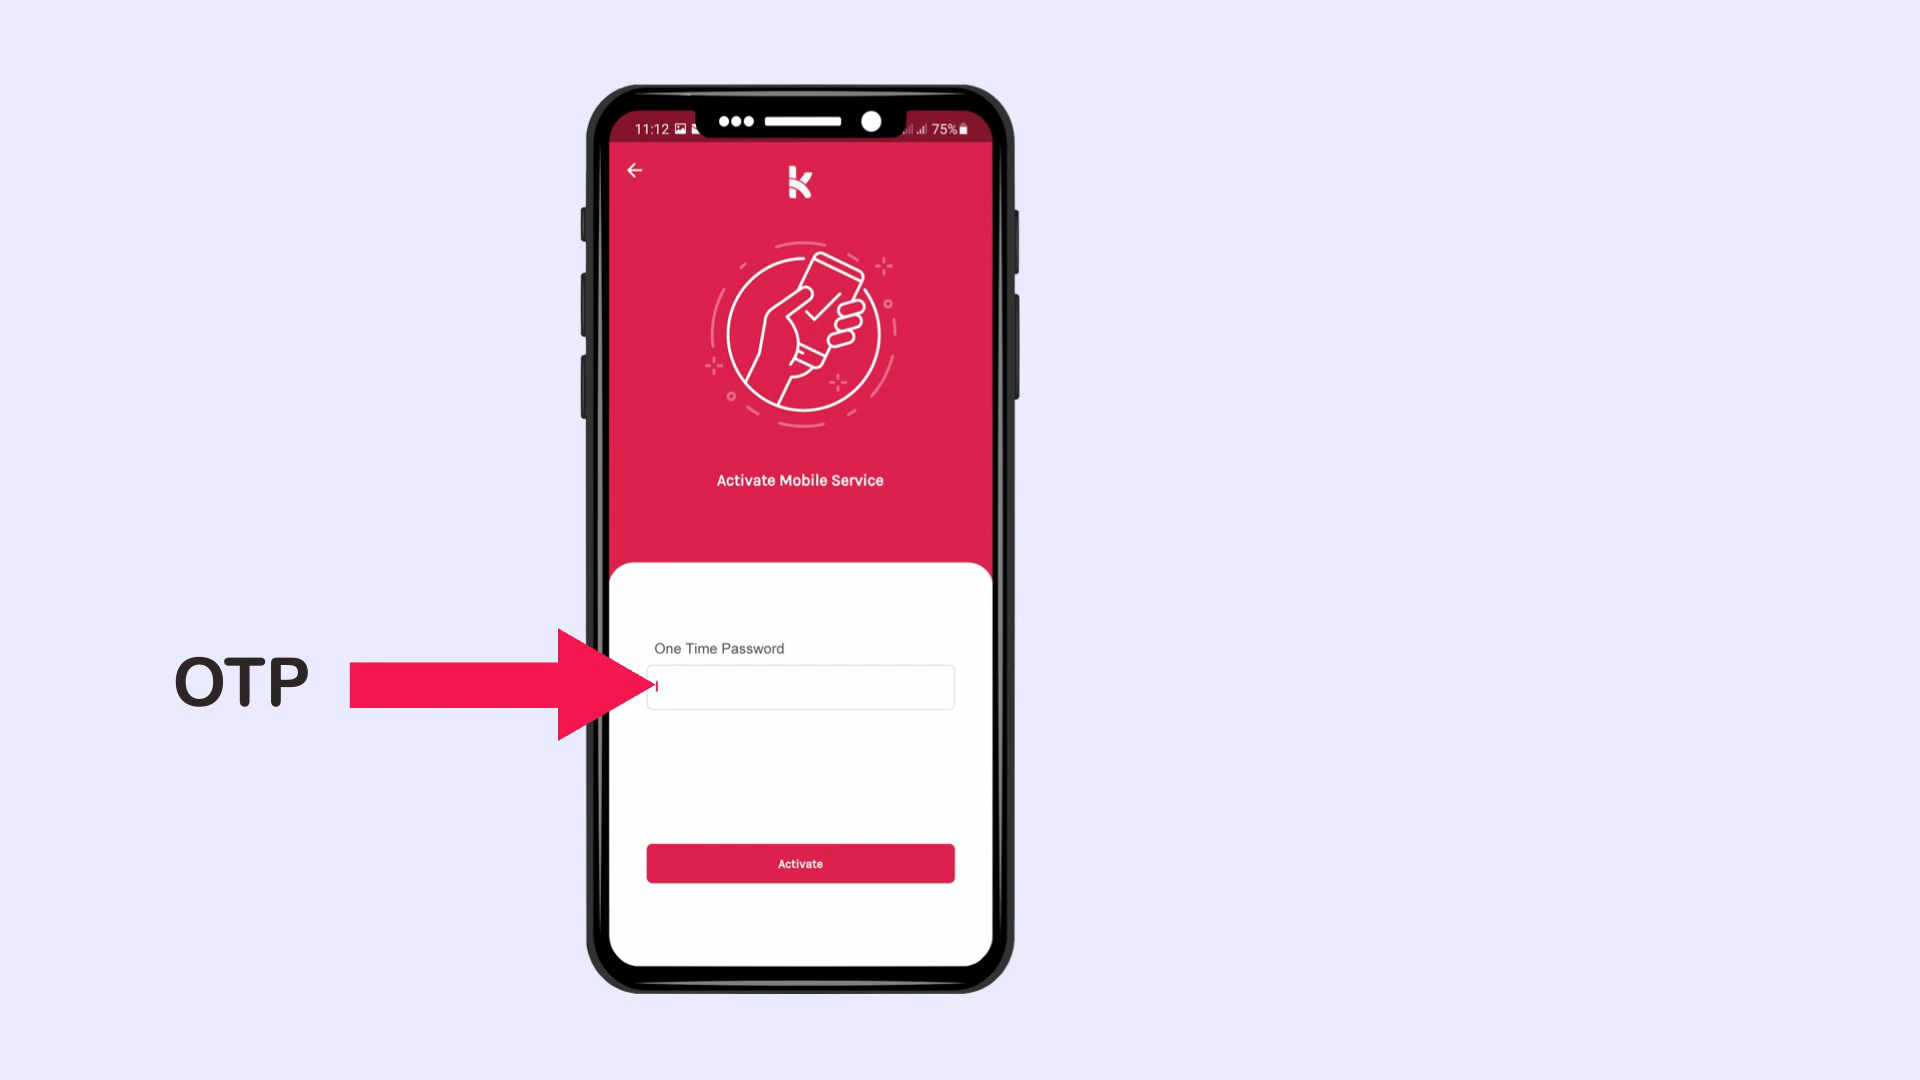 11:12 75%
Activate Mobile Service
One Time Password
OTP
Activate